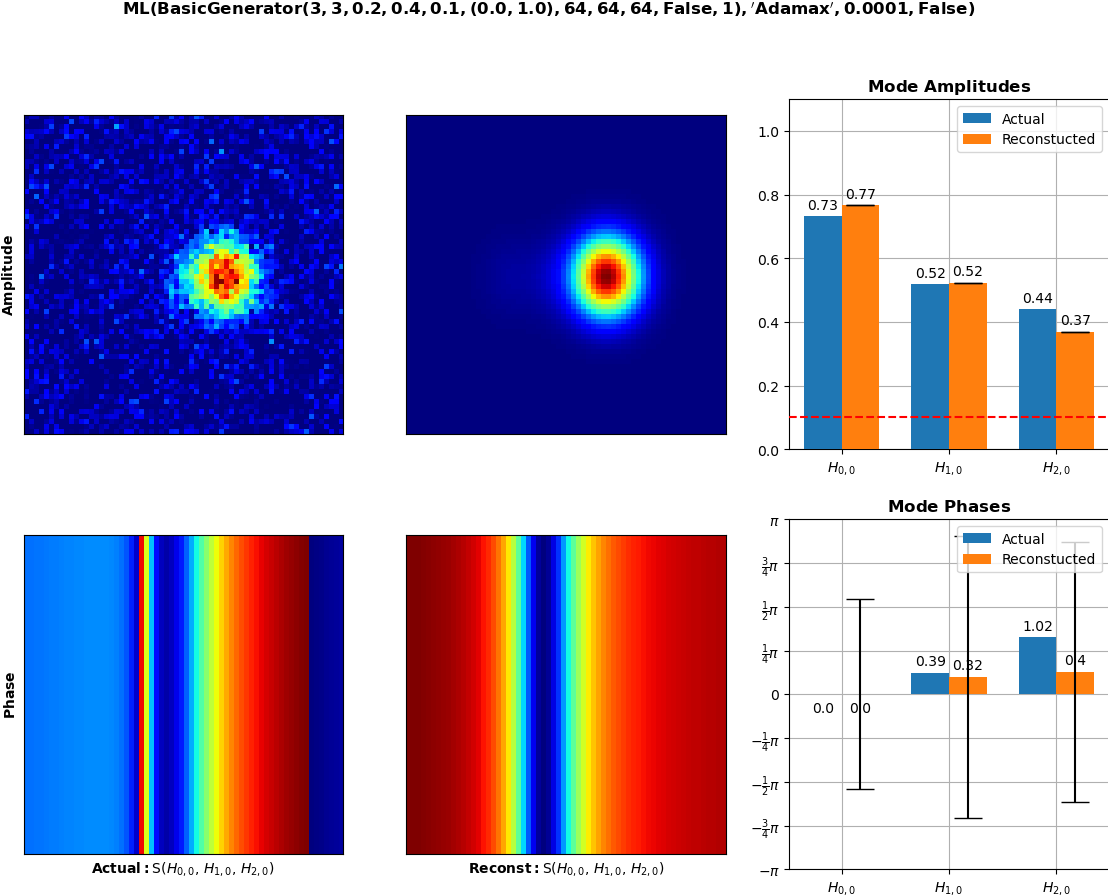 ML(BasicGenerator(3, 3, 0.2, 0.4, 0.1, (0.0, 1.0), 64, 64, 64, False, 1), 'Adamax', 0.0001, False)
Mode Amplitudes
Actual
Reconstucted
1.0
0.8
0.6
0.4
0.2
0.0
0.73
0.77
0.52
0.52
0.44
0.37
H0,0
H1,0
H2,0
Amplitude
Mode Phases
Actual
Reconstucted
π
3/4π
1/2π
1/4π
0
−1/4π
−1/2π
−3/4π
−π
0.0
0.0
0.39
0.32
1.02
0.4
H0,0
H1,0
H2,0
Phase
Actual: S(H0,0, H1,0, H2,0)
Reconst: S(H0,0, H1,0, H2,0)